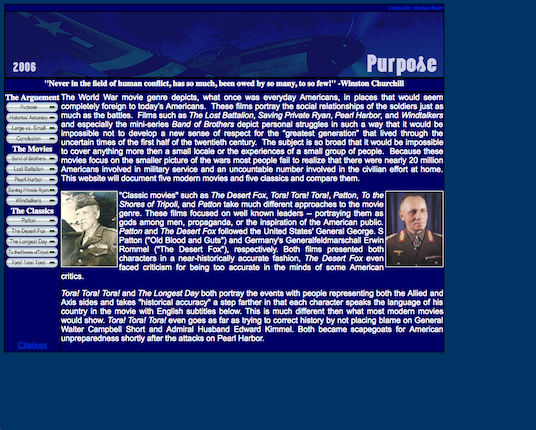 Created by: Michael Kerns
2006
Purpose
"Never in the field of human conflict, has so much, been owed by so many, to so few!" -Winston Churchill
The Arguement
Purpose
Historical Accuracy
Large vs. Small
Conclusion
The Movies
Band of Brothers
Lost Battalion
Pearl Harbor
Saving Private Ryan
Windtalkers
The Classics
Patton
The Desert Fox
The Longest Day
To the Shores of Tripoli
Tora! Tora! Tora!
Citations
The World War movie genre depicts, what once was everyday Americans, in places that would seem
completely foreign to today's Americans. These films portray the social relationships of the soldiers just as
much as the battles. Films such as The Lost Battalion, Saving Private Ryan, Pearl Harbor, and Windtalkers
and especially the mini-series Band of Brothers depict personal struggles in such a way that it would be
impossible not to develop a new sense of respect for the "greatest generation" that lived through the
uncertain times of the first half of the twentieth century. The subject is so broad that it would be impossible
to cover anything more then a small locale or the experiences of a small group of people. Because these
movies focus on the smaller picture of the wars most people fail to realize that there were nearly 20 million
Americans involved in military service and an uncountable number involved in the civilian effort at home.
This website will document five modern movies and five classics and compare them.
"Classic movies" such as The Desert Fox, Tora! Tora! Tora!, Patton, To the
Shores of Tripoli, and Patton take much different approaches to the movie
genre. These films focused on well known leaders -- portraying them as
gods among men, propaganda, or the inspiration of the American public.
Patton and The Desert Fox followed the United States' General George. S
Patton ("Old Blood and Guts") and Germany's Generalfeldmarschall Erwin
Rommel ("The Desert Fox"), respectively. Both films presented both
characters in a near-historically accurate fashion, The Desert Fox even
faced criticism for being too accurate in the minds of some American
critics.
Tora! Tora! Tora! and The Longest Day both portray the events with people representing both the Allied and
Axis sides and takes "historical accuracy" a step farther in that each character speaks the language of his
country in the movie with English subtitles below. This is much different then what most modern movies
would show. Tora! Tora! Tora! even goes as far as trying to correct history by not placing blame on General
Walter Campbell Short and Admiral Husband Edward Kimmel. Both became scapegoats for American
unpreparedness shortly after the attacks on Pearl Harbor.